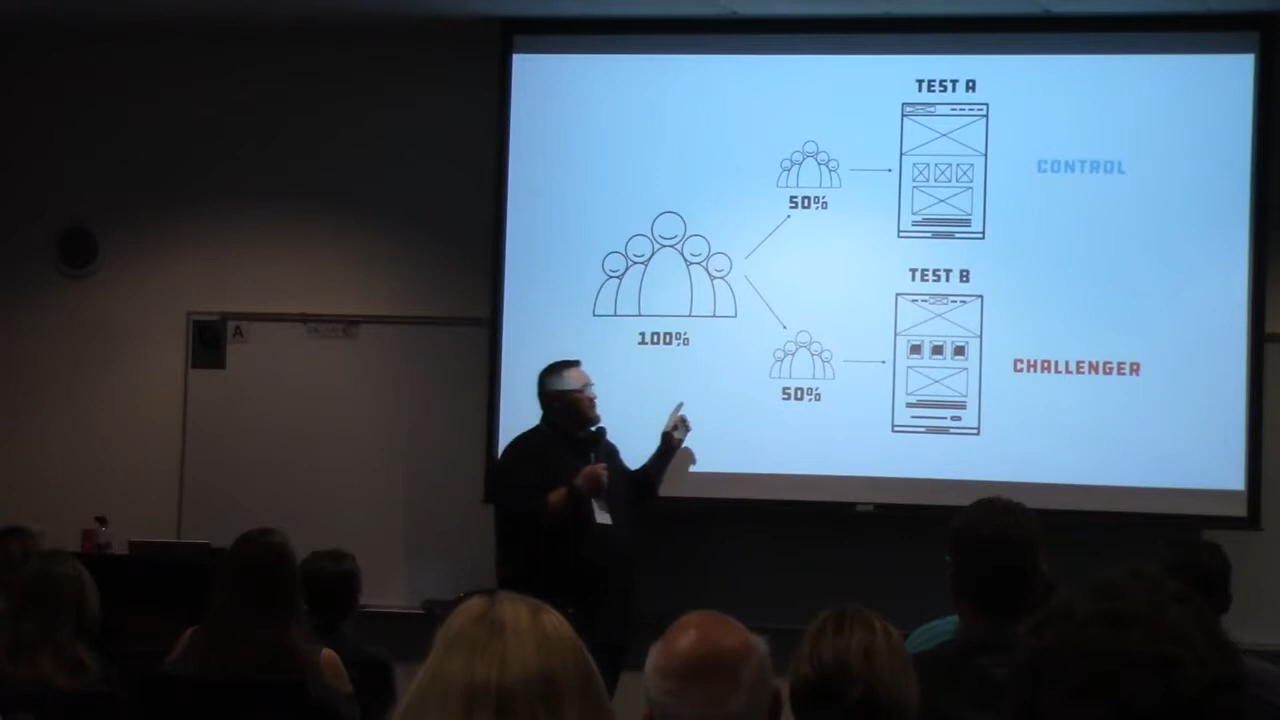 TEST A
CONTROL
50%
100%
TEST B
CHALLENGER
50%
A